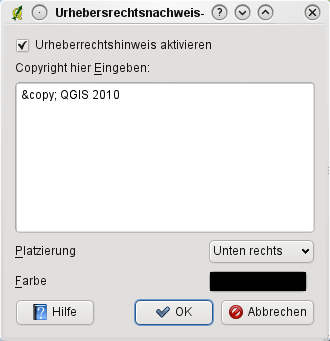 Urhebersrechtsnachweis-
Urheberrechtshinweis aktivieren
Copyright hier Eingeben:
&copy; QGIS 2010
Platzierung
Unten rechts
Farbe
Hilfe
OK
Abbrechen